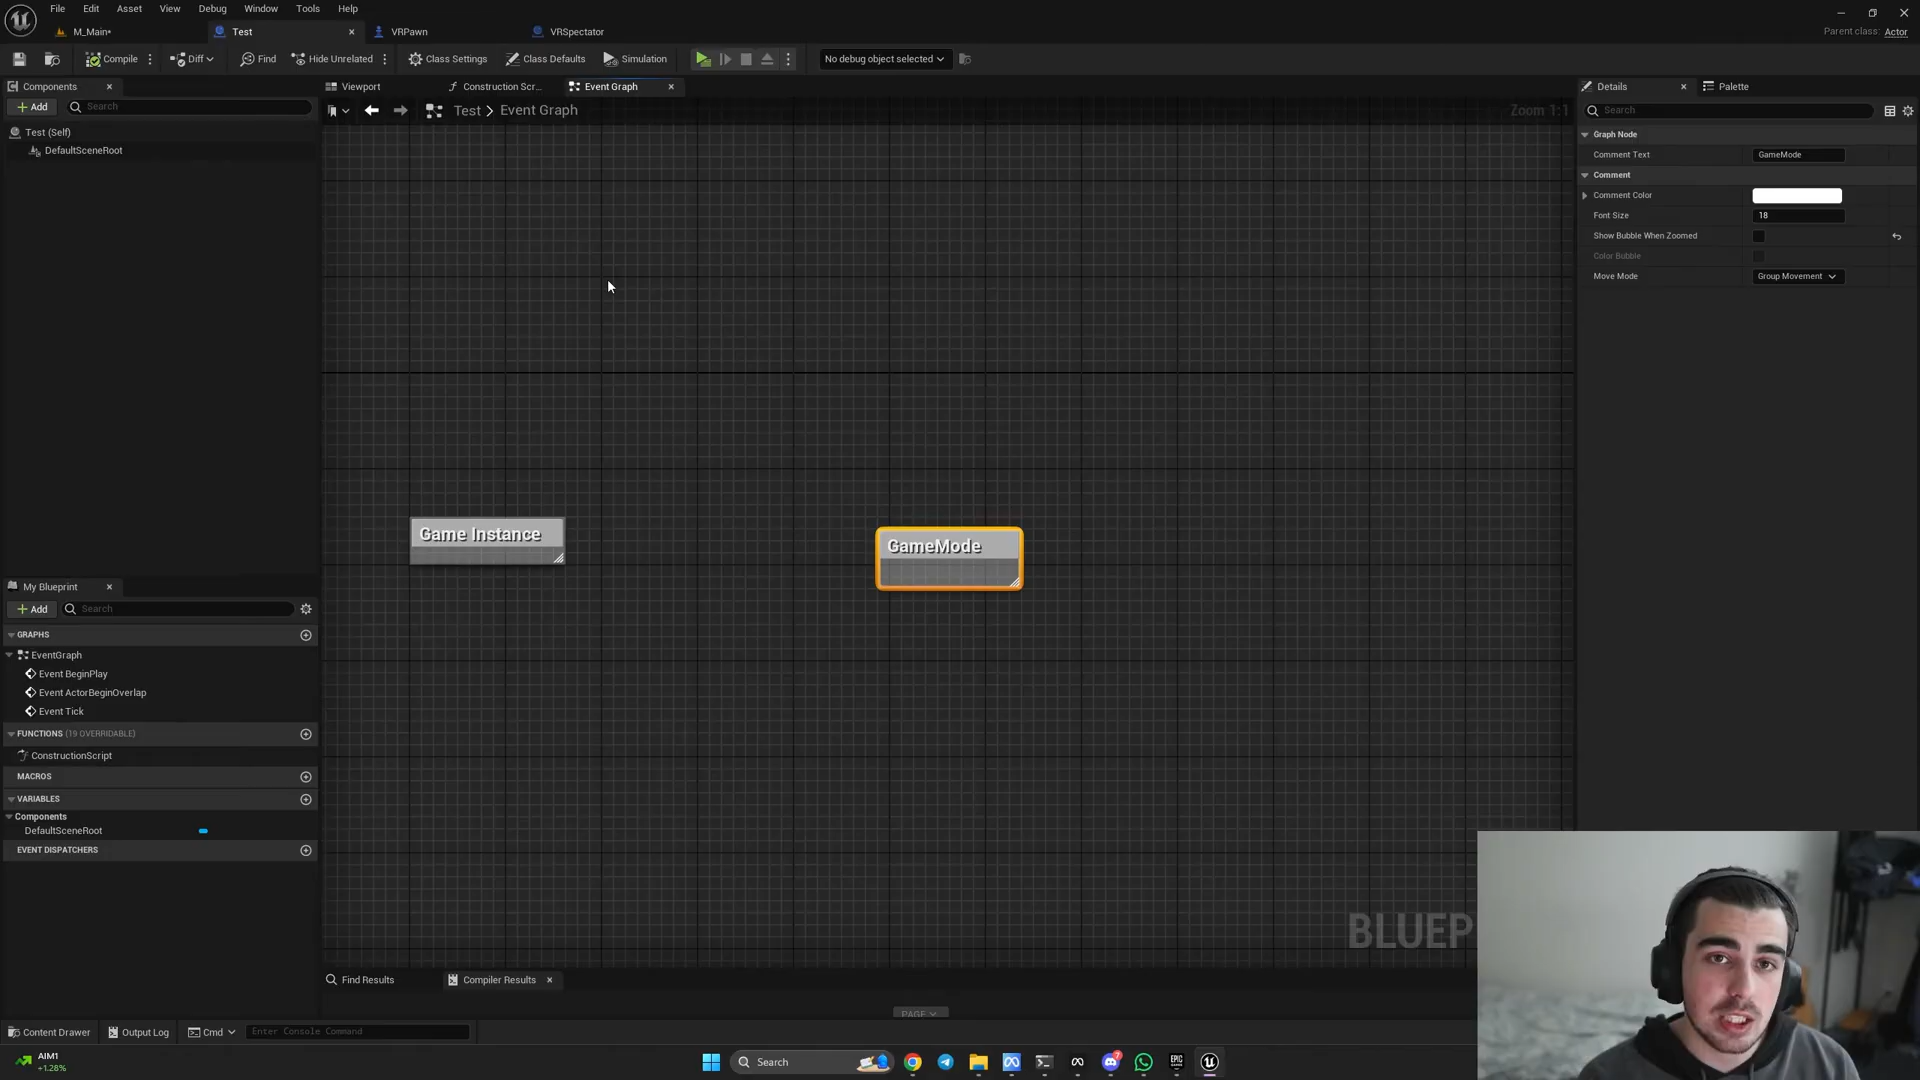 File Edit Asset View Debug Window Tools Help
M_Main* Test VRPawn VRSpectator
Parent class: Actor
Compile Diff Find Hide Unrelated Class Settings Class Defaults Simulation No debug object selected
Components
Add Search
Test (Self)
DefaultSceneRoot
Viewport Construction Scr... Event Graph
Test > Event Graph
Zoom 1:1
Game Instance
GameMode
BLUEP
Details Palette
Search
Graph Node
Comment Text GameMode
Comment
Comment Color
Font Size 18
Show Bubble When Zoomed
Color Bubble
Move Mode Group Movement
My Blueprint
Add Search
GRAPHS
EventGraph
Event BeginPlay
Event ActorBeginOverlap
Event Tick
FUNCTIONS (19 OVERRIDABLE)
ConstructionScript
MACROS
VARIABLES
Components
DefaultSceneRoot
EVENT DISPATCHERS
Find Results Compiler Results
PAGE
Content Drawer Output Log Cmd Enter Console Command
AIM1
+1.28%
Search